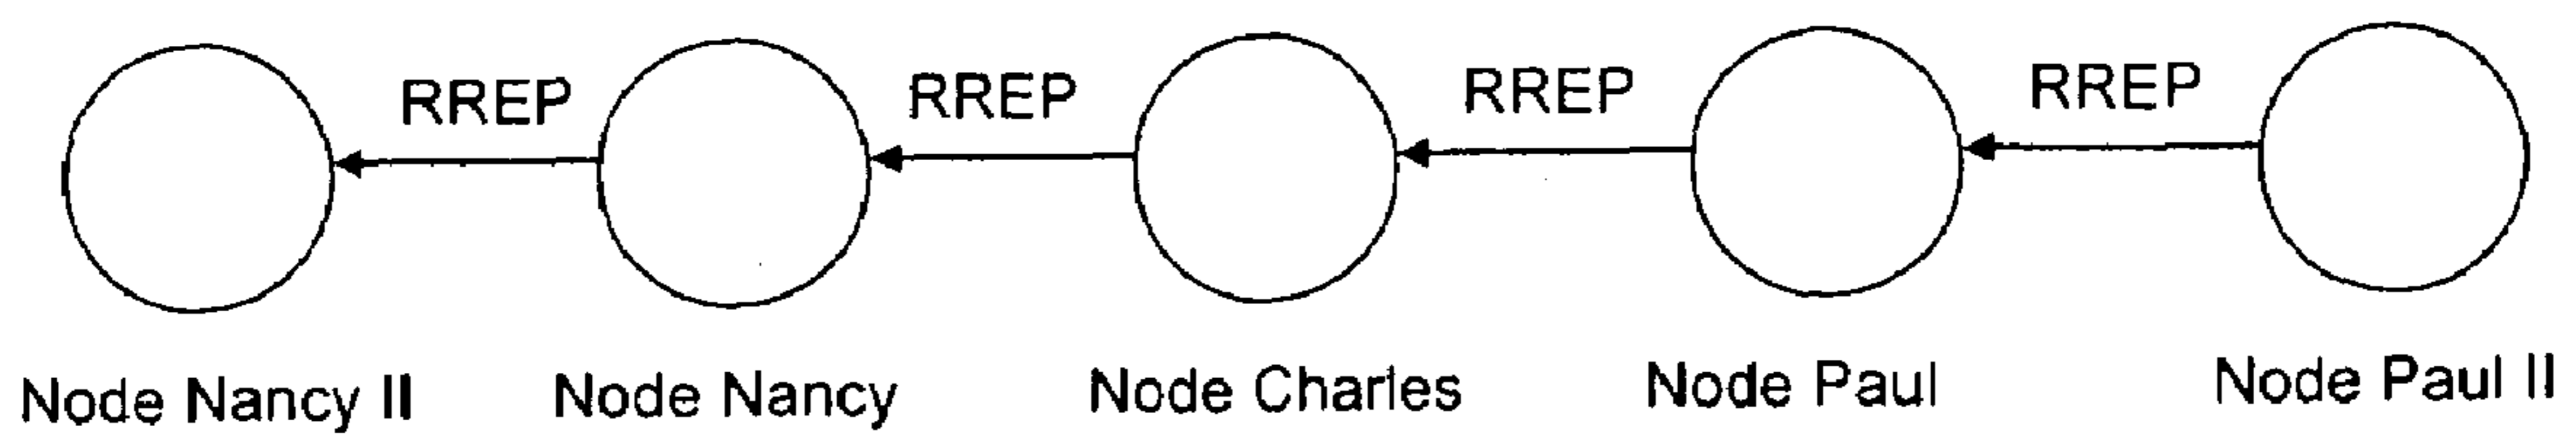 RREP RREP RREP RREP
Node Nancy II Node Nancy Node Charles Node Paul Node Paul II